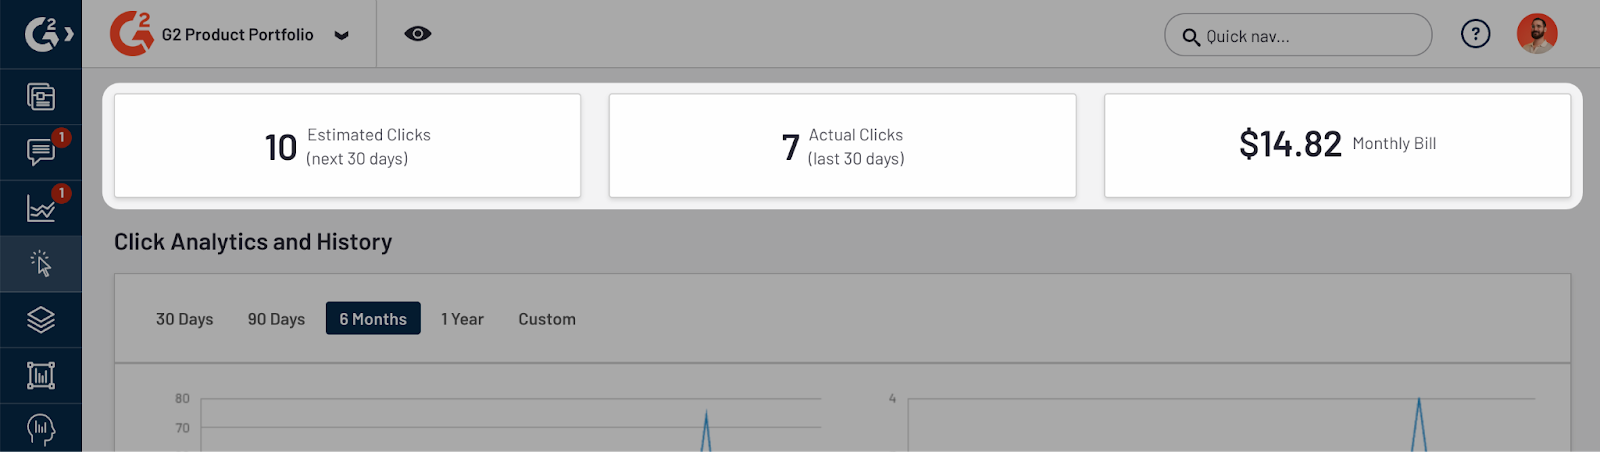 G2 Product Portfolio
Quick nav...
?
1
1
10 Estimated Clicks
(next 30 days)
7 Actual Clicks
(last 30 days)
$14.82 Monthly Bill
Click Analytics and History
30 Days 90 Days 6 Months 1 Year Custom
80
70
60
4